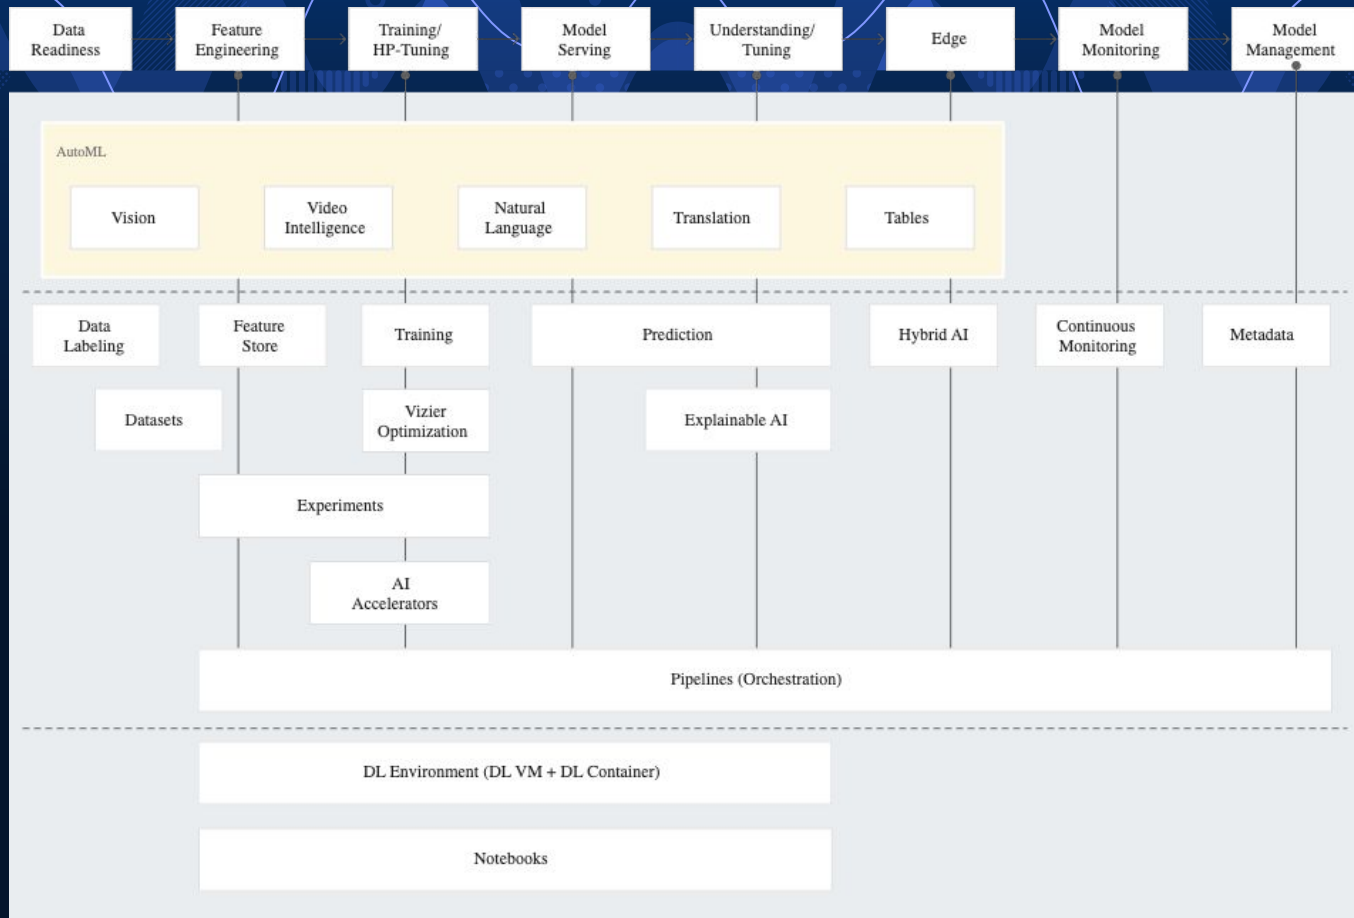 Data
Readiness
Feature
Engineering
Training/
HP-Tuning
Model
Serving
Understanding/
Tuning
Edge
Model
Monitoring
Model
Management
AutoML
Vision
Video
Intelligence
Natural
Language
Translation
Tables
Data
Labeling
Feature
Store
Training
Prediction
Hybrid AI
Continuous
Monitoring
Metadata
Datasets
Vizier
Optimization
Explainable AI
Experiments
AI
Accelerators
Pipelines (Orchestration)
DL Environment (DL VM + DL Container)
Notebooks